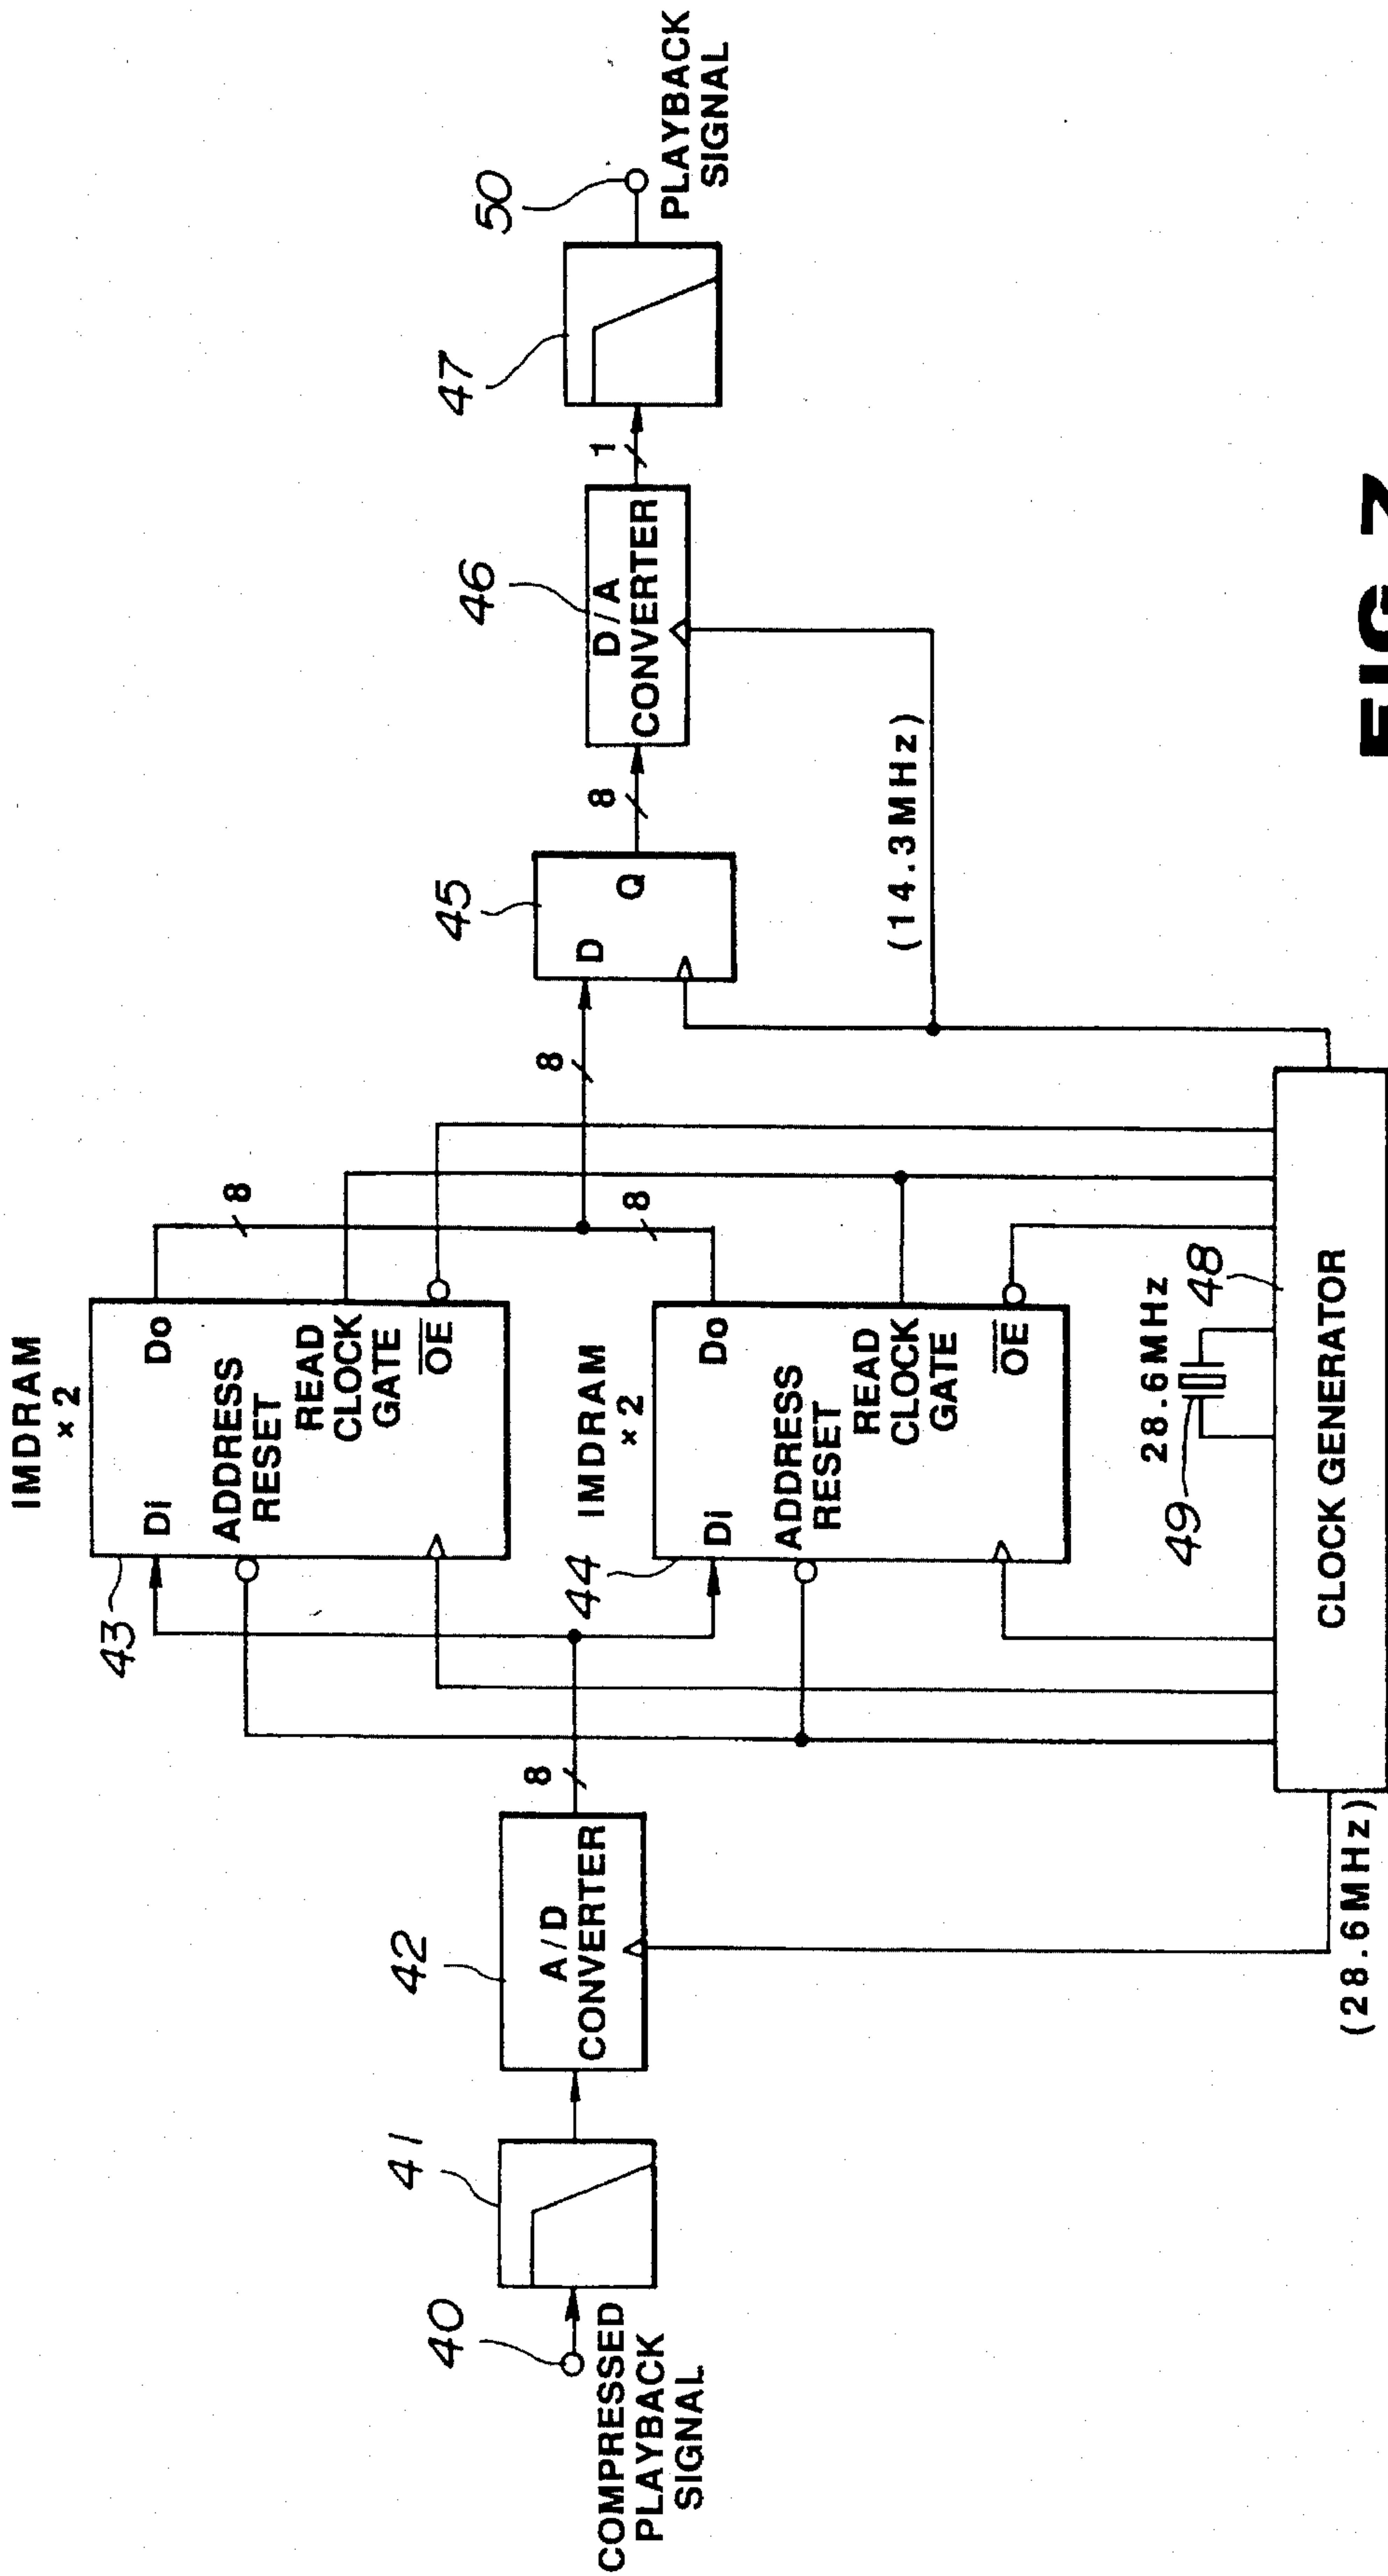 IMDRAM
× 2
43
Di
Do
ADDRESS
RESET
READ
CLOCK
GATE
OE
8
IMDRAM
× 2
44
Di
Do
ADDRESS
RESET
READ
CLOCK
GATE
OE
8
40
COMPRESSED
PLAYBACK
SIGNAL
41
42
A/D
CONVERTER
8
8
45
D
Q
8
46
D/A
CONVERTER
1
47
50
PLAYBACK
SIGNAL
(14.3MHz)
28.6MHz
49
48
CLOCK GENERATOR
(28.6MHz)
FIG.7